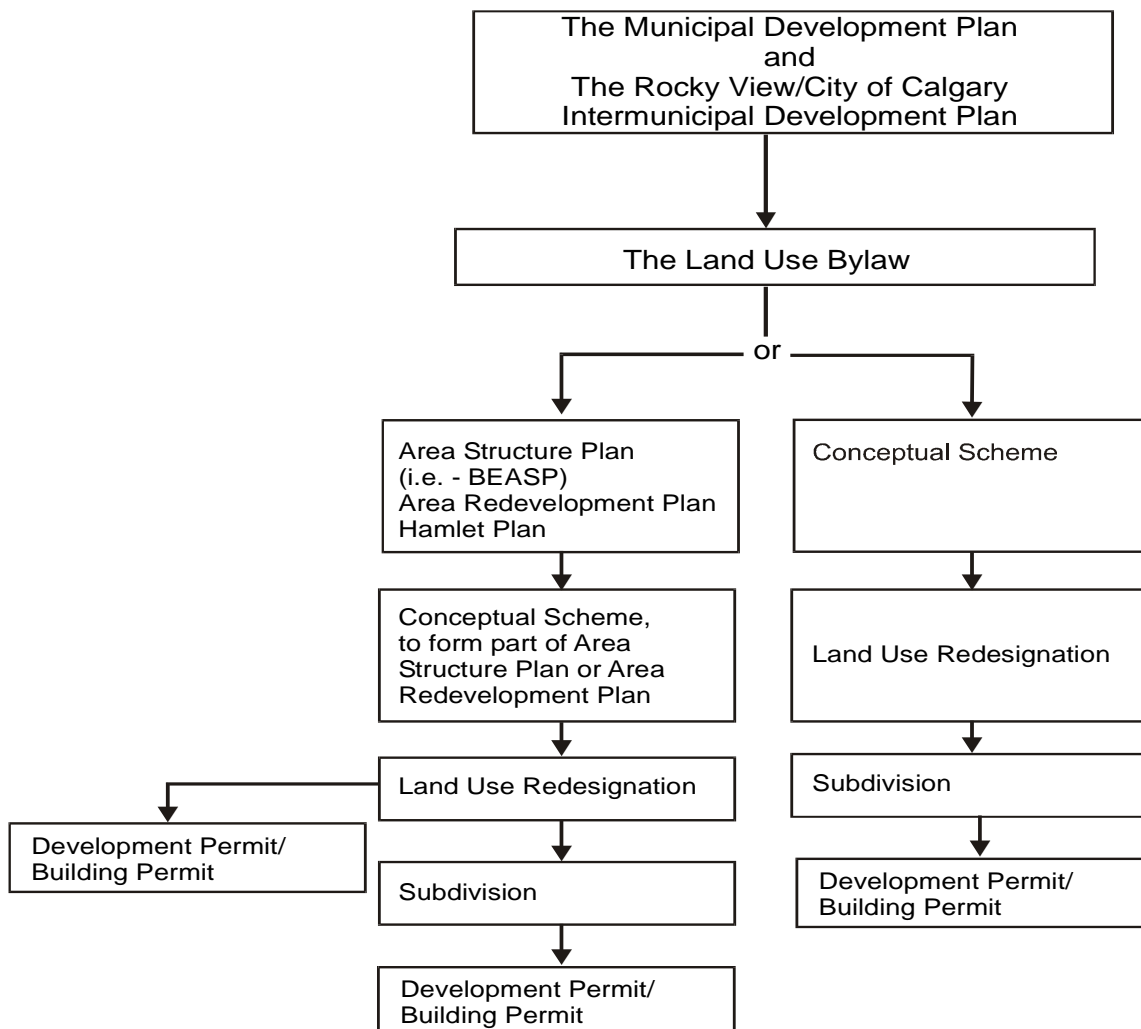 The Municipal Development Plan
and
The Rocky View/City of Calgary
Intermunicipal Development Plan
The Land Use Bylaw
or
Area Structure Plan
(i.e. - BEASP)
Area Redevelopment Plan
Hamlet Plan
Conceptual Scheme
Conceptual Scheme,
to form part of Area
Structure Plan or Area
Redevelopment Plan
Land Use Redesignation
Land Use Redesignation
Subdivision
Development Permit/
Building Permit
Subdivision
Development Permit/
Building Permit
Development Permit/
Building Permit